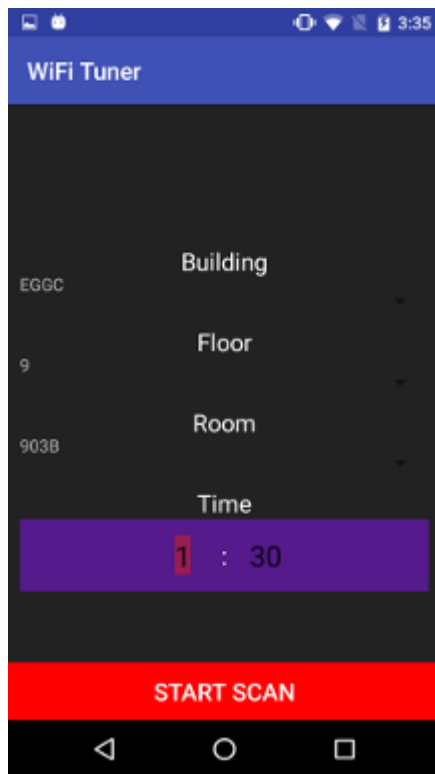 3:35
WiFi Tuner
Building
EGGC
Floor
9
Room
903B
Time
1 : 30
START SCAN